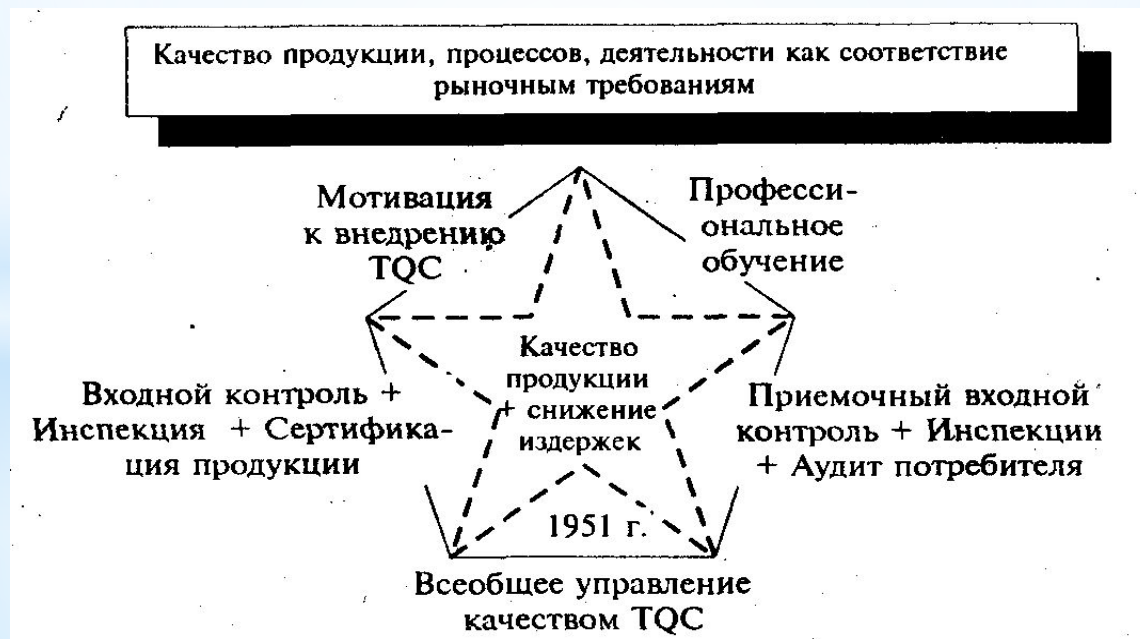 Качество продукции, процессов, деятельности как соответствие
рыночным требованиям
Мотивация
к внедрению
TQC
Професси-
ональное
обучение
Качество
продукции
+ снижение
издержек
Входной контроль +
Инспекция + Сертифика-
ция продукции
Приемочный входной
контроль + Инспекции
+ Аудит потребителя
1951 г.
Всеобщее управление
качеством TQC